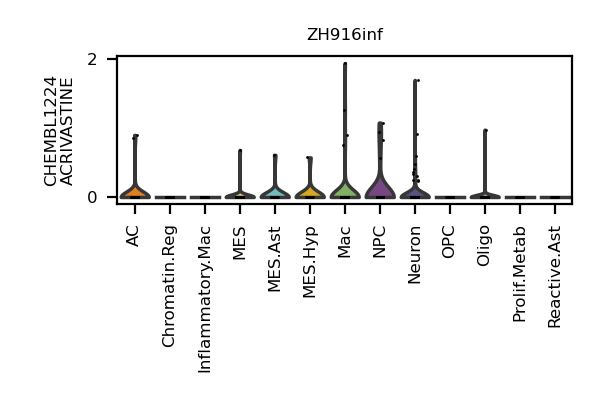 ZH916inf
CHEMBL1224
ACRIVASTINE
2
0
AC
Chromatin.Reg
Inflammatory.Mac
MES
MES.Ast
MES.Hyp
Mac
NPC
Neuron
OPC
Oligo
Prolif.Metab
Reactive.Ast